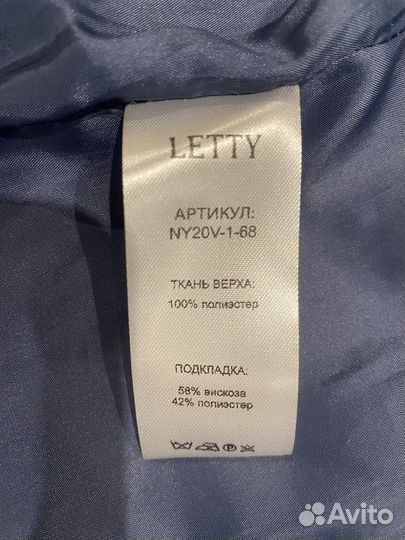 LETTY
АРТИКУЛ:
NY20V-1-68
ТКАНЬ ВЕРХА:
100% полиэстер
ПОДКЛАДКА:
58% вискоза
42% полиэстер
Avito